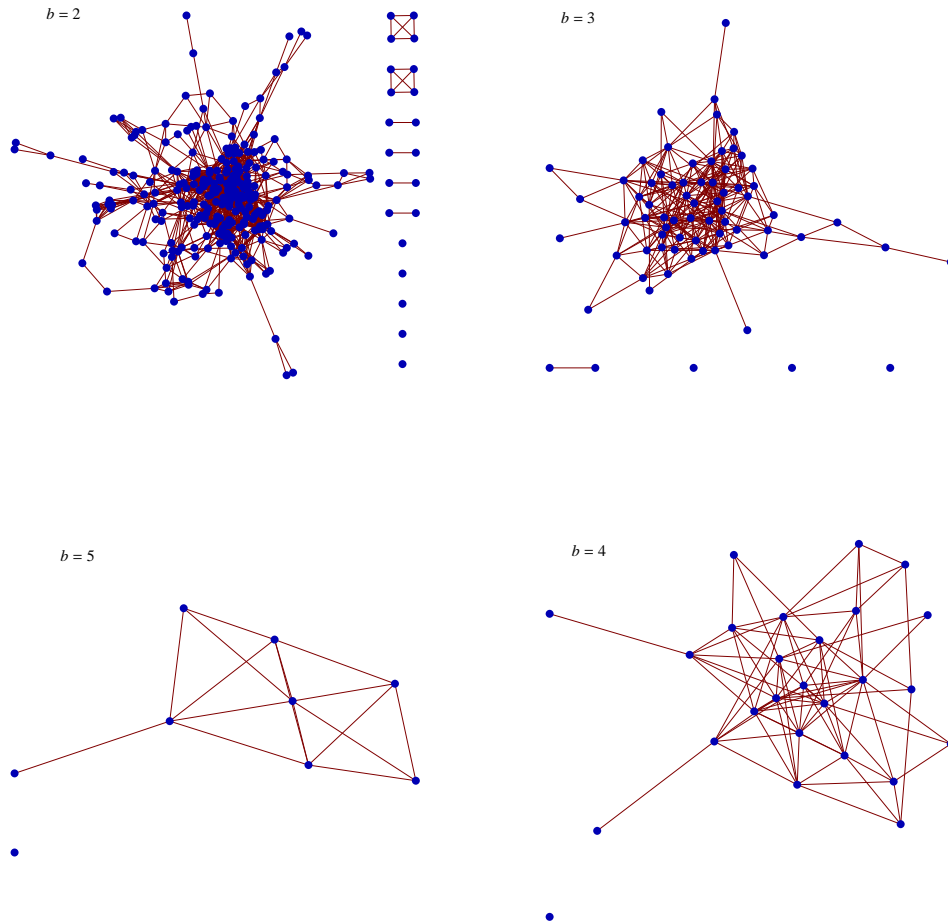 b = 2
b = 3
b = 5
b = 4